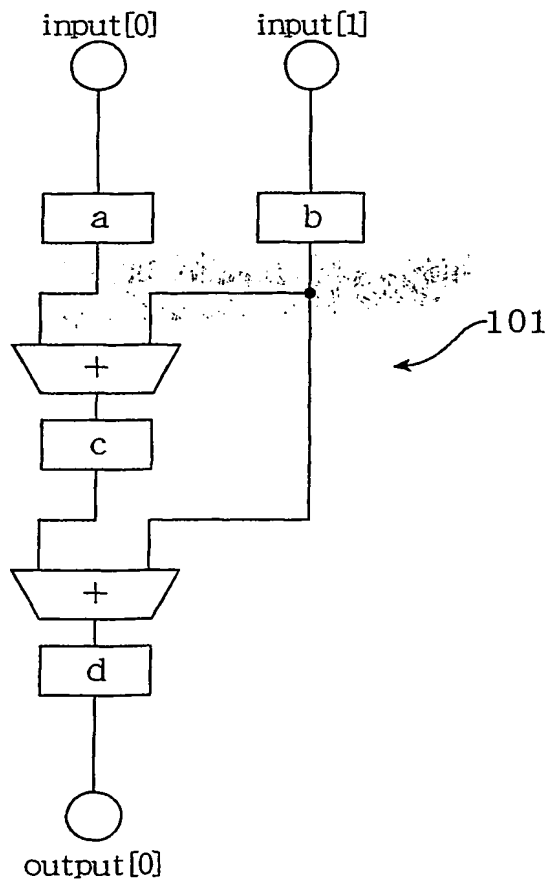 input[0] input[1]
a b
101
+
c
+
d
output[0]